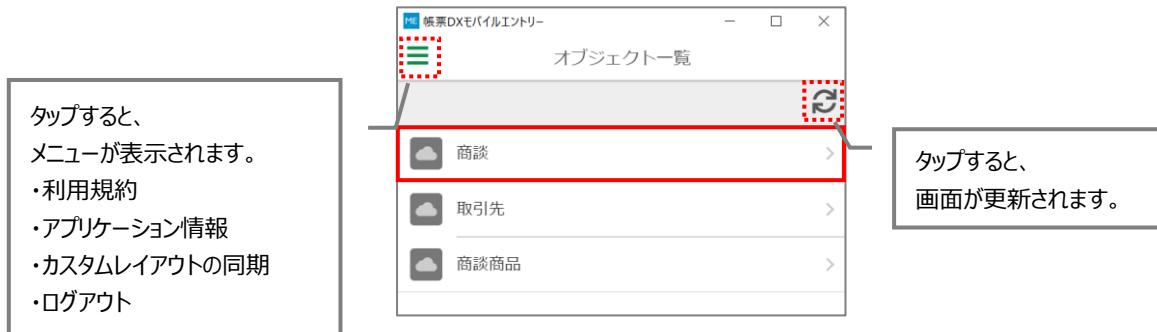 ME 帳票DXモバイルエントリー
オブジェクト一覧
タップすると、
メニューが表示されます。
・利用規約
・アプリケーション情報
・カスタムレイアウトの同期
・ログアウト
商談
取引先
商談商品
タップすると、
画面が更新されます。